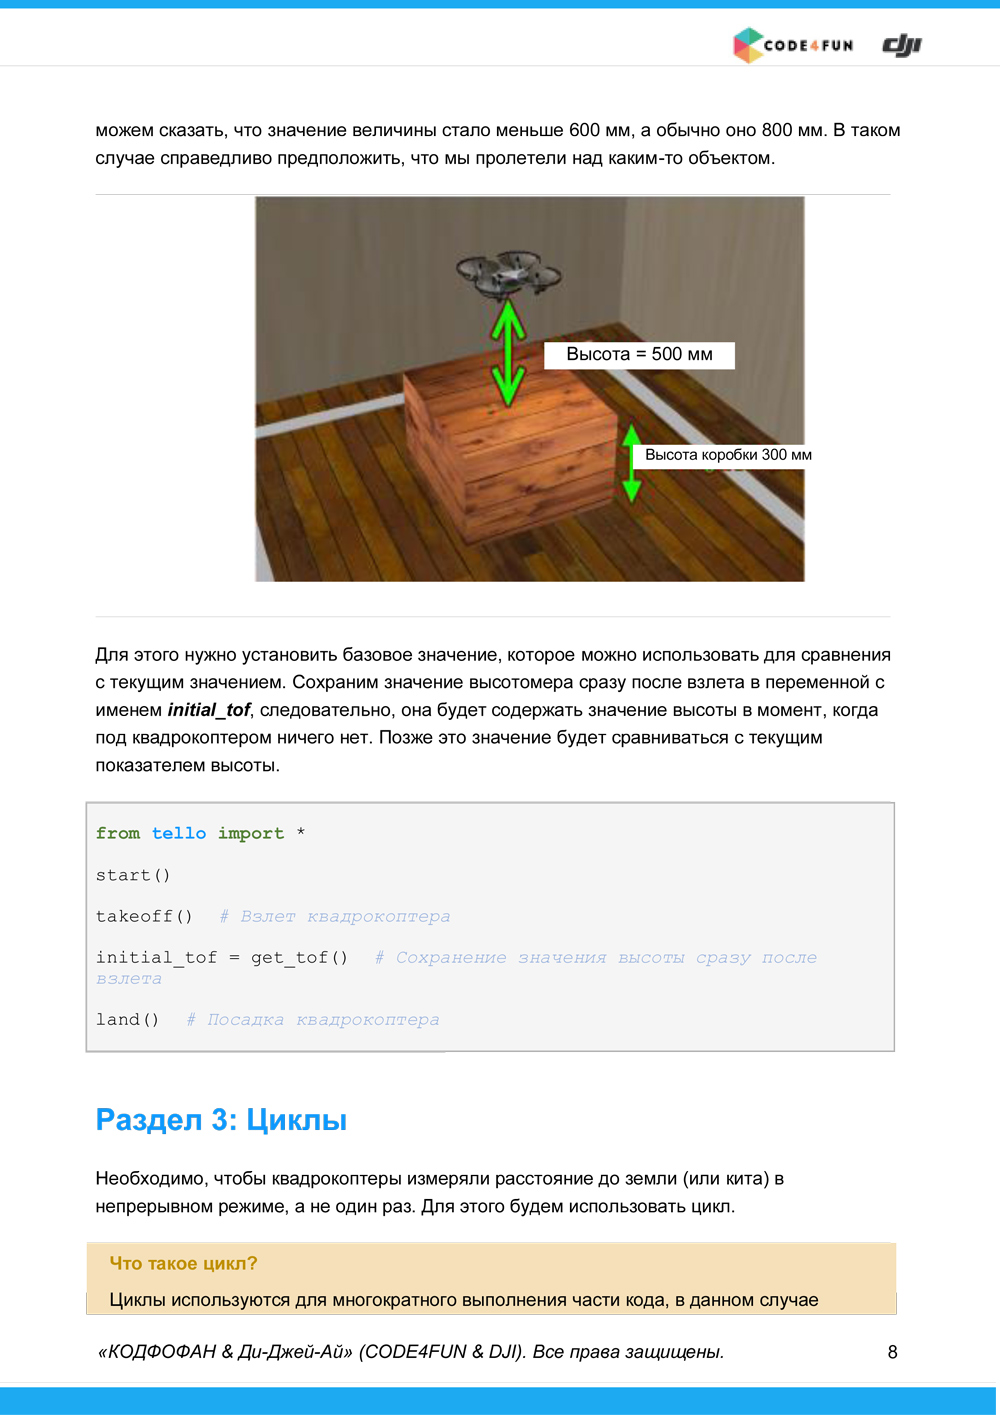 CODE4FUN dji
можем сказать, что значение величины стало меньше 600 мм, а обычно оно 800 мм. В таком
случае справедливо предположить, что мы пролетели над каким-то объектом.
Высота = 500 мм
Высота коробки 300 мм
Для этого нужно установить базовое значение, которое можно использовать для сравнения
с текущим значением. Сохраним значение высотомера сразу после взлета в переменной с
именем initial_tof, следовательно, она будет содержать значение высоты в момент, когда
под квадрокоптером ничего нет. Позже это значение будет сравниваться с текущим
показателем высоты.
from tello import *
start()
takeoff()  # Взлет квадрокоптера
initial_tof = get_tof()  # Сохранение значения высоты сразу после
взлета
land()  # Посадка квадрокоптера
Раздел 3: Циклы
Необходимо, чтобы квадрокоптеры измеряли расстояние до земли (или кита) в
непрерывном режиме, а не один раз. Для этого будем использовать цикл.
Что такое цикл?
Циклы используются для многократного выполнения части кода, в данном случае
«КОДФОФАН & Ди-Джей-Ай» (CODE4FUN & DJI). Все права защищены. 8